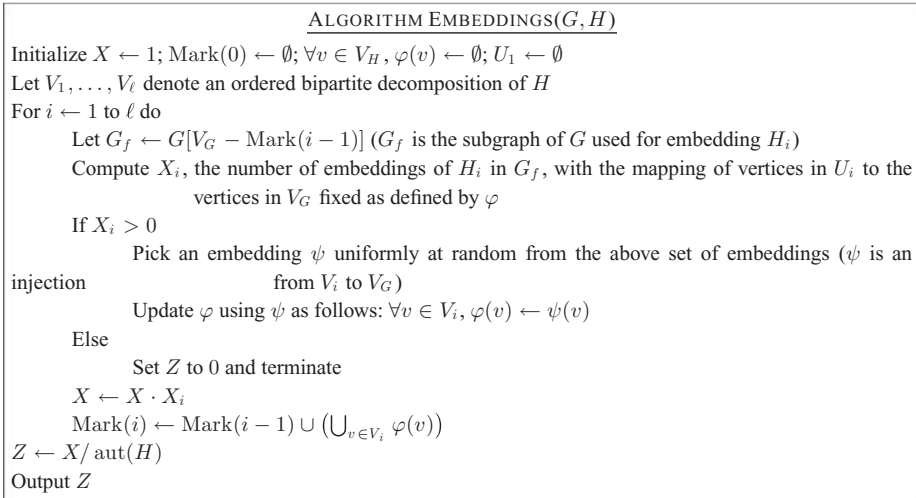 ALGORITHM EMBEDDINGS(G, H)
Initialize X ← 1; Mark(0) ← ∅; ∀v ∈ V_H, φ(v) ← ∅; U_1 ← ∅
Let V_1, . . . , V_ℓ denote an ordered bipartite decomposition of H
For i ← 1 to ℓ do
Let G_f ← G[V_G − Mark(i − 1)] (G_f is the subgraph of G used for embedding H_i)
Compute X_i, the number of embeddings of H_i in G_f, with the mapping of vertices in U_i to the
vertices in V_G fixed as defined by φ
If X_i > 0
Pick an embedding ψ uniformly at random from the above set of embeddings (ψ is an
injection from V_i to V_G)
Update φ using ψ as follows: ∀v ∈ V_i, φ(v) ← ψ(v)
Else
Set Z to 0 and terminate
X ← X · X_i
Mark(i) ← Mark(i − 1) ∪ (⋃_{v∈V_i} φ(v))
Z ← X/ aut(H)
Output Z